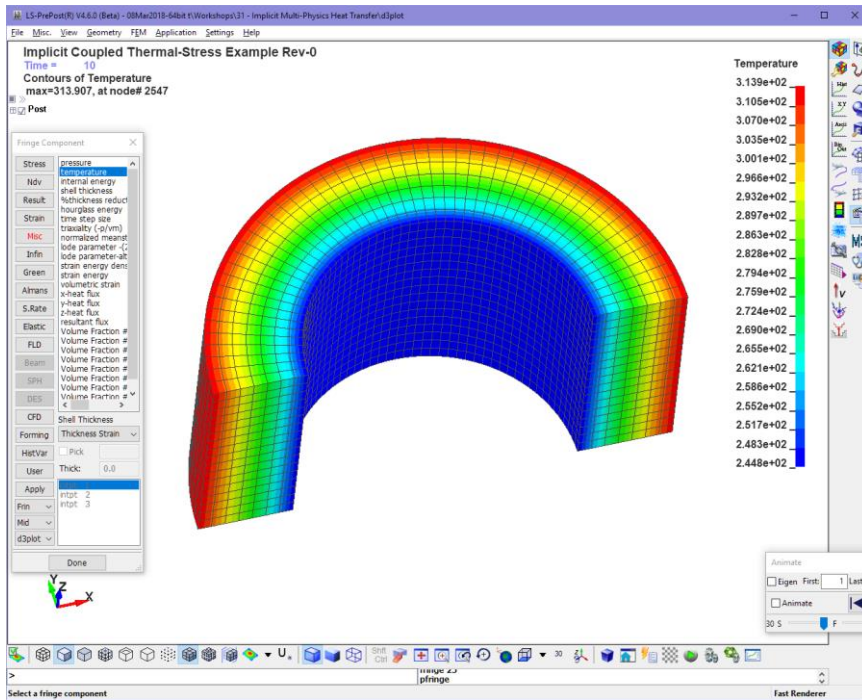 LS-PrePost(R) V4.6.0 (Beta) - 08Mar2018-64bit t\Workshops\31 - Implicit Multi-Physics Heat Transfer\d3plot
File Misc. View Geometry FEM Application Settings Help
Implicit Coupled Thermal-Stress Example Rev-0
Time = 10
Contours of Temperature
max=313.907, at node# 2547
Post
Temperature
3.139e+02
3.105e+02
3.070e+02
3.035e+02
3.001e+02
2.966e+02
2.932e+02
2.897e+02
2.863e+02
2.828e+02
2.794e+02
2.759e+02
2.724e+02
2.690e+02
2.655e+02
2.621e+02
2.586e+02
2.552e+02
2.517e+02
2.483e+02
2.448e+02
Fringe Component
Stress
Ndv
Result
Strain
Misc
Infin
Green
Almans
S.Rate
Elastic
FLD
Beam
SPH
DES
CFD
Forming
HistVar
User
Apply
Frin
Mid
d3plot
pressure
temperature
internal energy
shell thickness
%thickness reduct
hourglass energy
time step size
traxiality (-p/vm)
normalzed meanst
lode parameter -(2
lode parameter-alt
strain energy dens
strain energy
volumetric strain
x-heat flux
y-heat flux
z-heat flux
resultant flux
Volume Fraction #
Volume Fraction #
Volume Fraction #
Volume Fraction #
Volume Fraction #
Volume Fraction #
Volume Fraction #
Volume Fraction #
Shell Thickness
Thickness Strain
Pick
Thick: 0.0
intpt 2
intpt 3
Done
Y Z X
Animate
Eigen First: 1 Last
Animate
30 S F
U.
Shft
Ctrl
30
>
fringe 25
pfringe
Select a fringe component
Fast Renderer